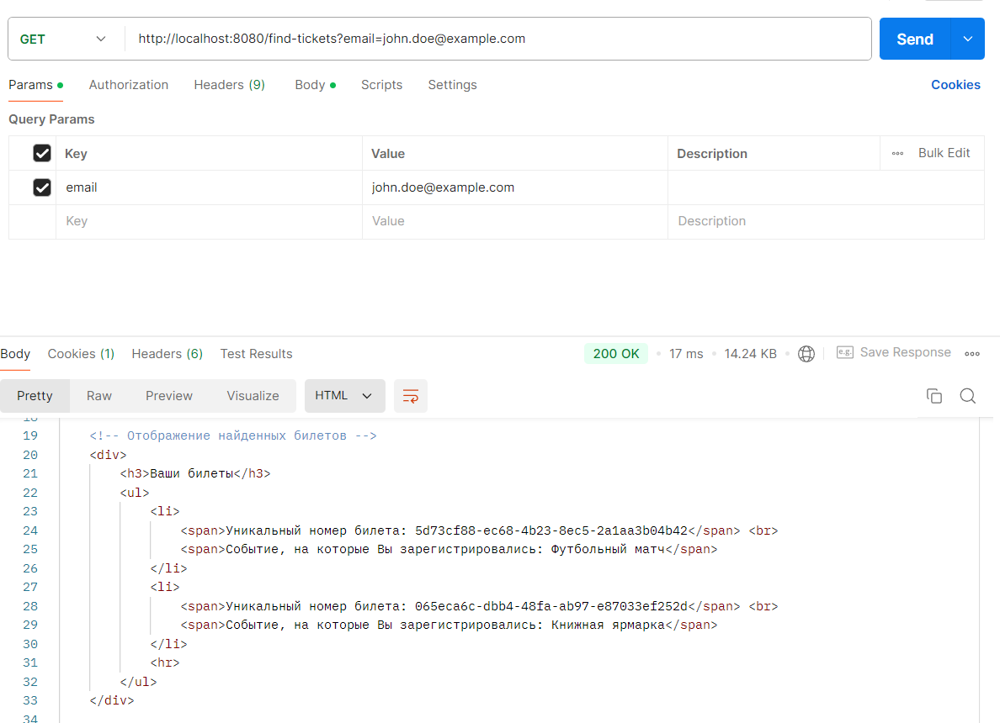 GET http://localhost:8080/find-tickets?email=john.doe@example.com Send
Params Authorization Headers (9) Body Scripts Settings Cookies
Query Params
Key Value Description Bulk Edit
email john.doe@example.com
Key Value Description
Body Cookies (1) Headers (6) Test Results 200 OK 17 ms 14.24 KB e.g. Save Response
Pretty Raw Preview Visualize HTML
18
19 <!-- Отображение найденных билетов -->
20 <div>
21 <h3>Ваши билеты</h3>
22 <ul>
23 <li>
24 <span>Уникальный номер билета: 5d73cf88-ec68-4b23-8ec5-2a1aa3b04b42</span> <br>
25 <span>Событие, на которые Вы зарегистрировались: Футбольный матч</span>
26 </li>
27 <li>
28 <span>Уникальный номер билета: 065eca6c-dbb4-48fa-ab97-e87033ef252d</span> <br>
29 <span>Событие, на которые Вы зарегистрировались: Книжная ярмарка</span>
30 </li>
31 <hr>
32 </ul>
33 </div>
34